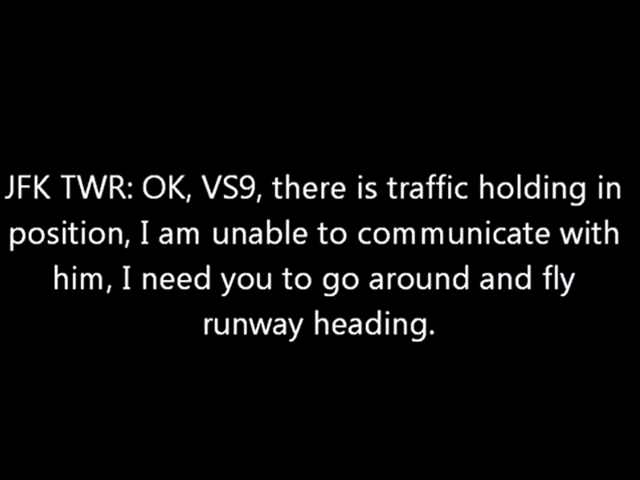 JFK TWR: OK, VS9, there is traffic holding in
position, I am unable to communicate with
him, I need you to go around and fly
runway heading.